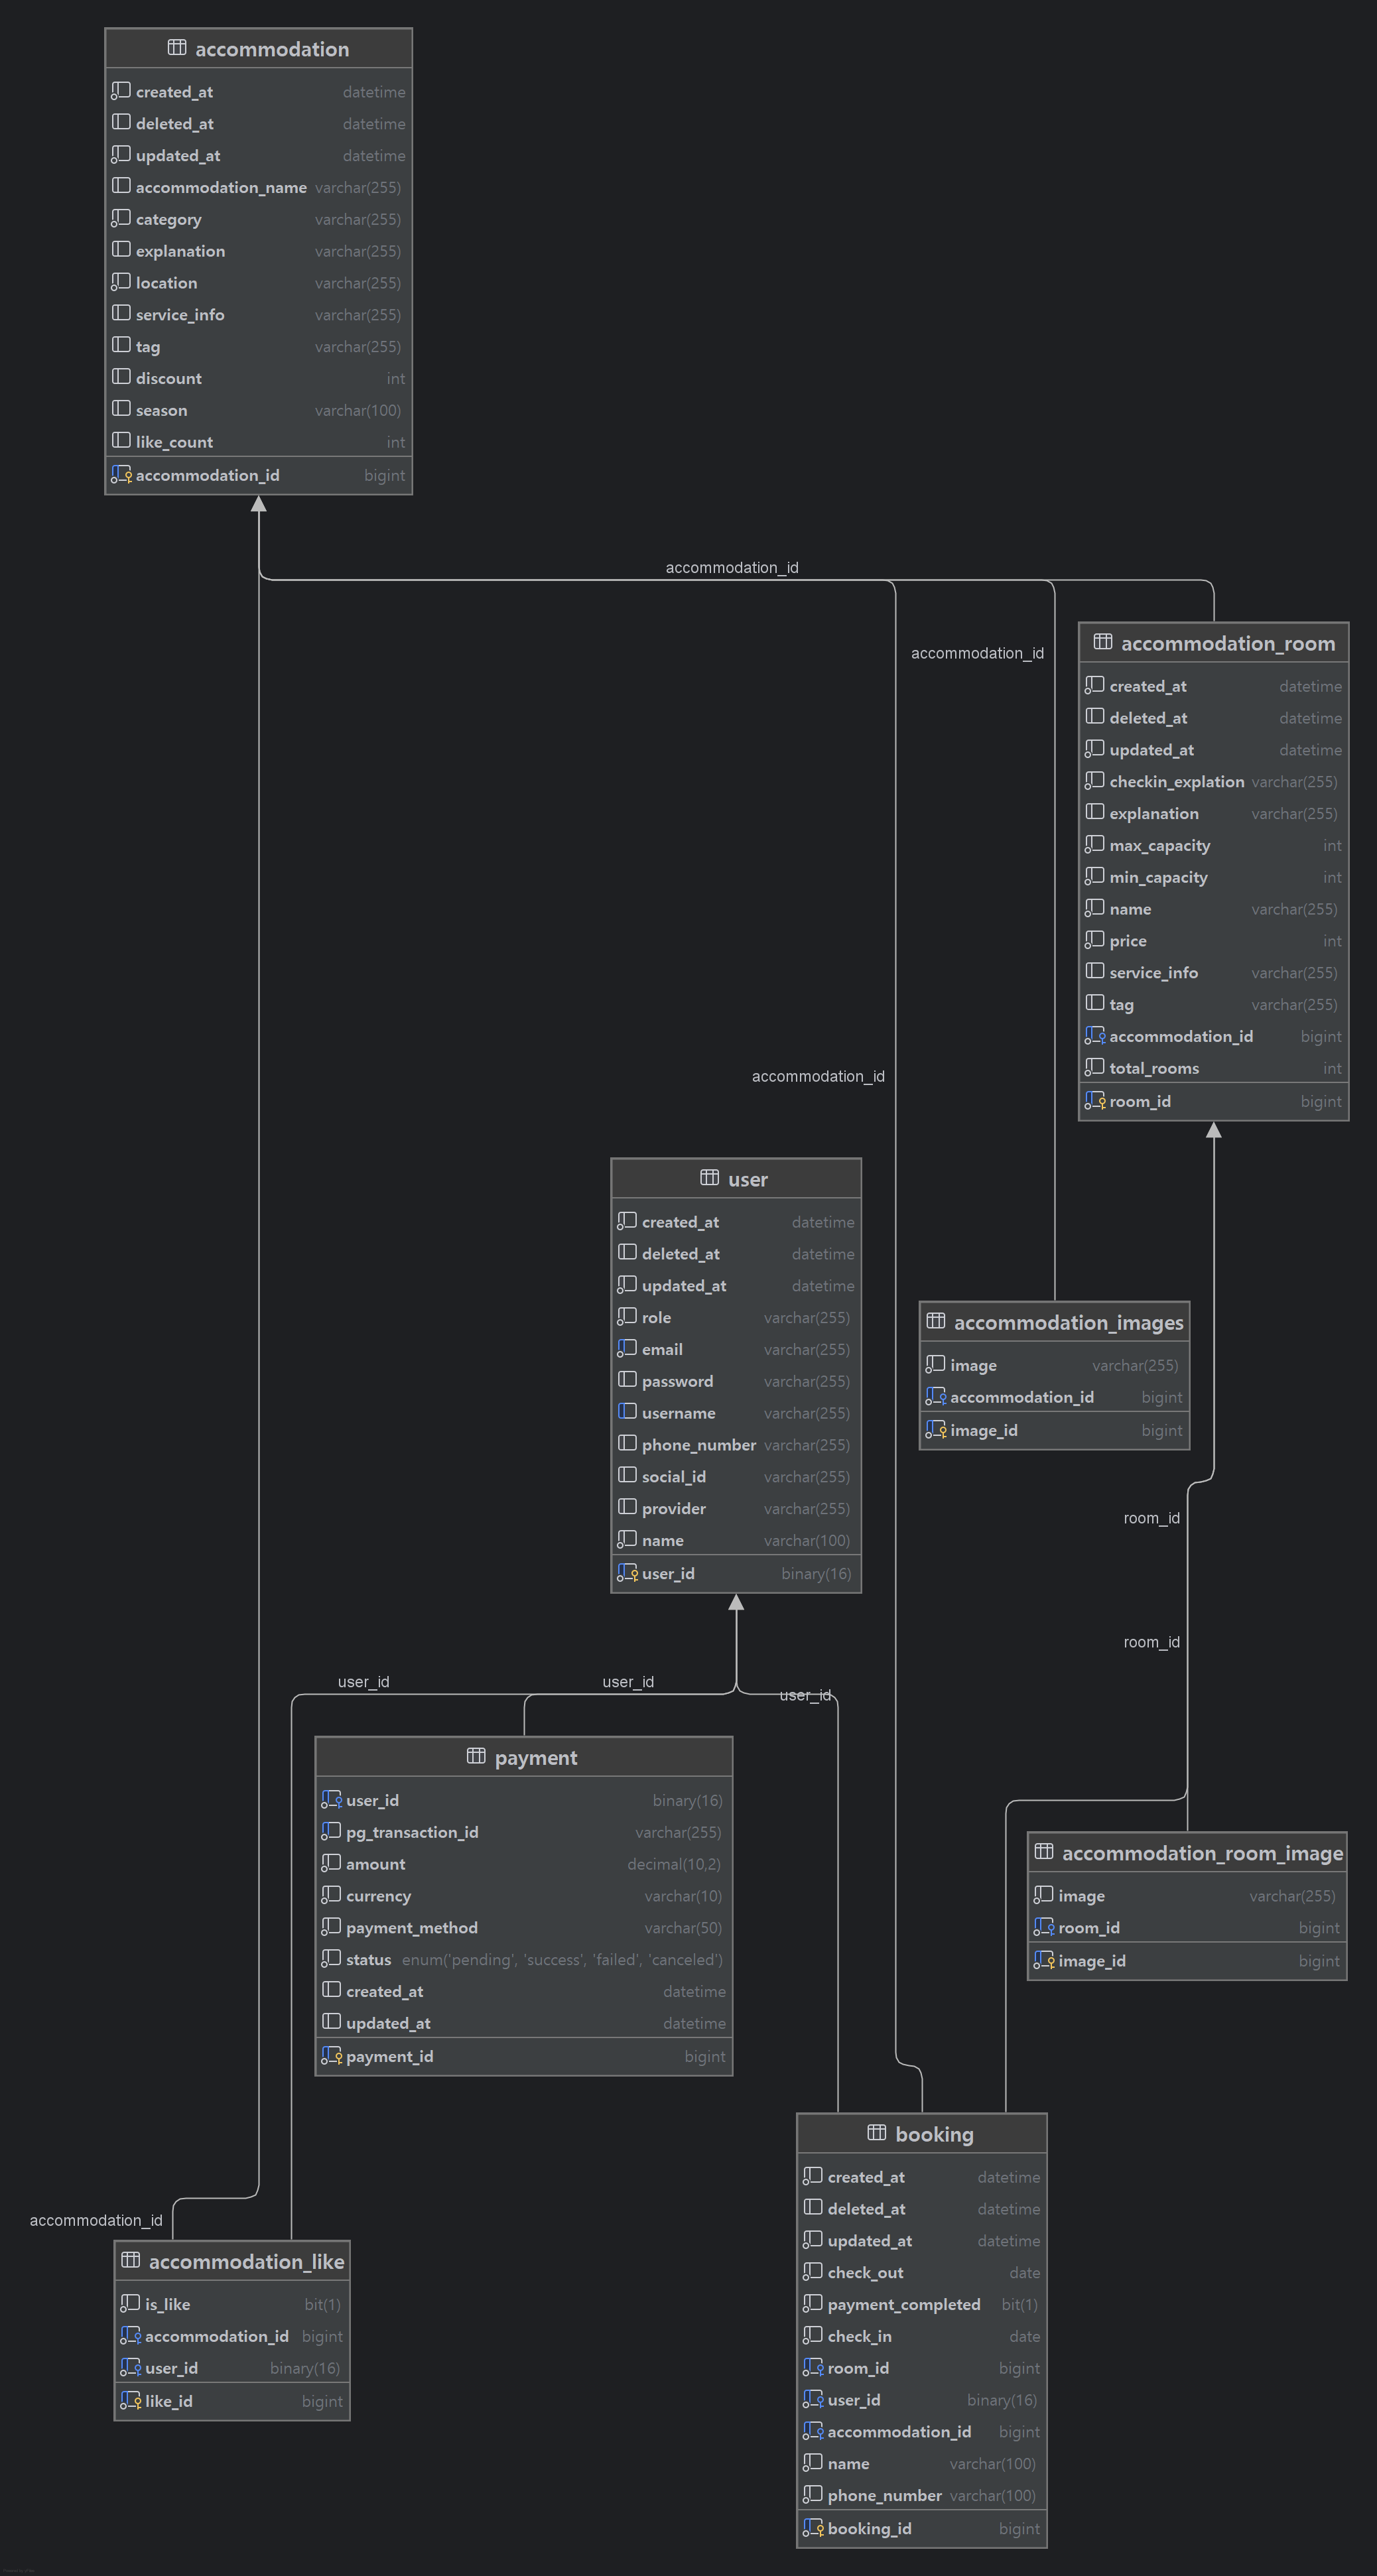 accommodation
created_at datetime
deleted_at datetime
updated_at datetime
accommodation_name varchar(255)
category varchar(255)
explanation varchar(255)
location varchar(255)
service_info varchar(255)
tag varchar(255)
discount int
season varchar(100)
like_count int
accommodation_id bigint
accommodation_id
accommodation_id
accommodation_room
created_at datetime
deleted_at datetime
updated_at datetime
checkin_explation varchar(255)
explanation varchar(255)
max_capacity int
min_capacity int
name varchar(255)
price int
service_info varchar(255)
tag varchar(255)
accommodation_id bigint
total_rooms int
room_id bigint
accommodation_id
user
created_at datetime
deleted_at datetime
updated_at datetime
role varchar(255)
email varchar(255)
password varchar(255)
username varchar(255)
phone_number varchar(255)
social_id varchar(255)
provider varchar(255)
name varchar(100)
user_id binary(16)
accommodation_images
image varchar(255)
accommodation_id bigint
image_id bigint
room_id
room_id
user_id
user_id
user_id
payment
user_id binary(16)
pg_transaction_id varchar(255)
amount decimal(10,2)
currency varchar(10)
payment_method varchar(50)
status enum('pending', 'success', 'failed', 'canceled')
created_at datetime
updated_at datetime
payment_id bigint
accommodation_room_image
image varchar(255)
room_id bigint
image_id bigint
accommodation_id
accommodation_like
is_like bit(1)
accommodation_id bigint
user_id binary(16)
like_id bigint
booking
created_at datetime
deleted_at datetime
updated_at datetime
check_out date
payment_completed bit(1)
check_in date
room_id bigint
user_id binary(16)
accommodation_id bigint
name varchar(100)
phone_number varchar(100)
booking_id bigint